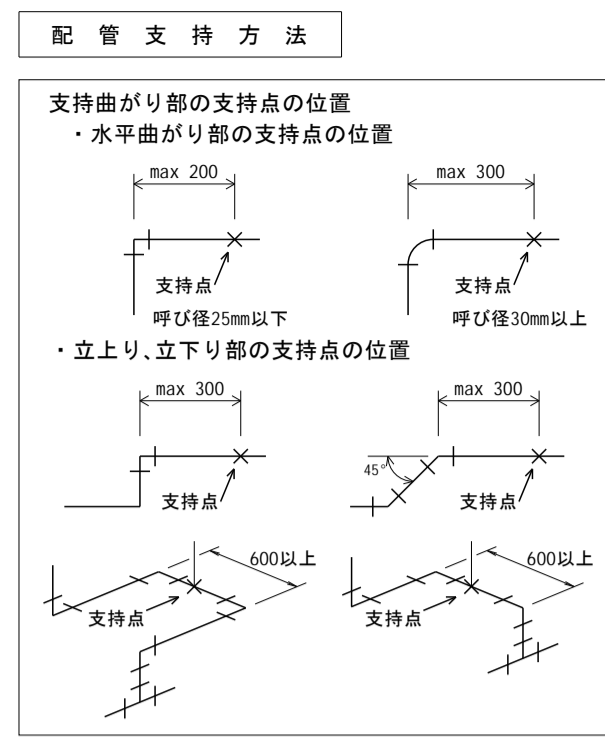 配管支持方法
支持曲がり部の支持点の位置
・水平曲がり部の支持点の位置
max 200
max 300
支持点
支持点
呼び径25mm以下
呼び径30mm以上
・立上り、立下り部の支持点の位置
max 300
max 300
45°
支持点
支持点
600以上
600以上
支持点
支持点